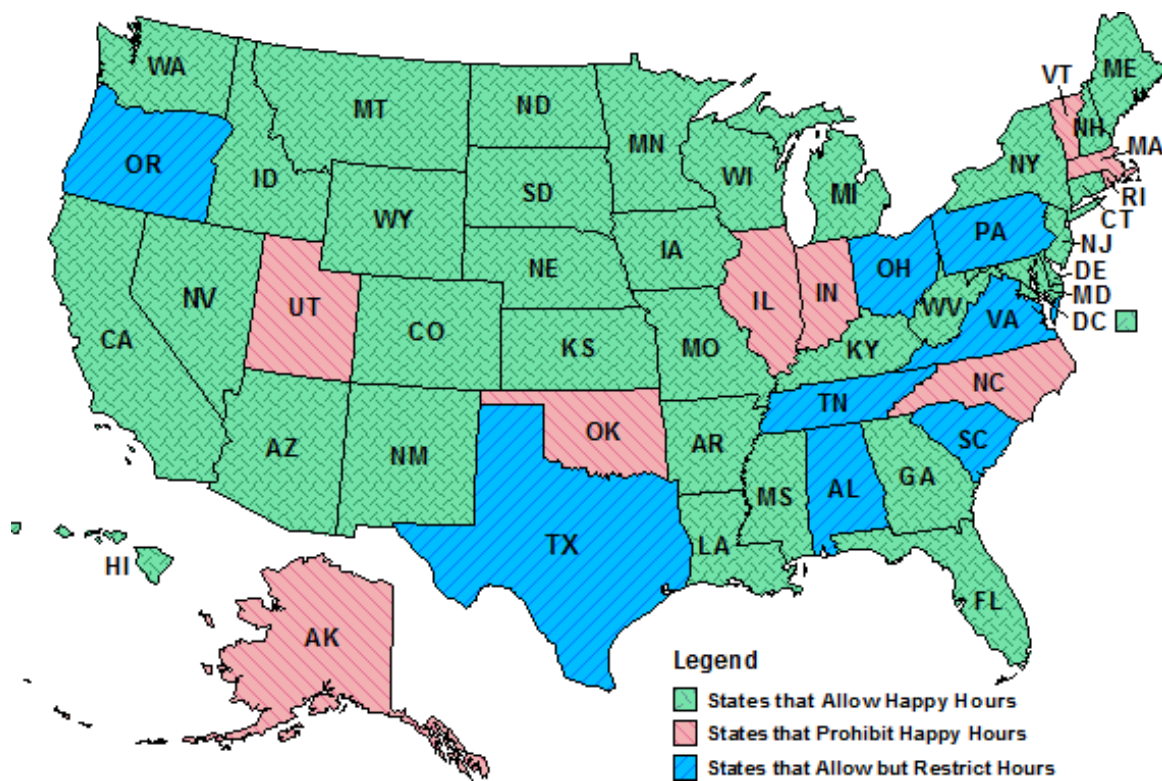 WA
MT
ND
MN
VT
ME
NH
OR
ID
SD
WI
MI
NY
MA
RI
WY
CT
IA
PA
NJ
NE
OH
DE
NV
UT
IL
IN
MD
WV
DC
VA
CA
CO
KS
MO
KY
NC
TN
OK
AR
SC
AZ
NM
GA
MS
AL
TX
LA
HI
FL
AK
Legend
States that Allow Happy Hours
States that Prohibit Happy Hours
States that Allow but Restrict Hours